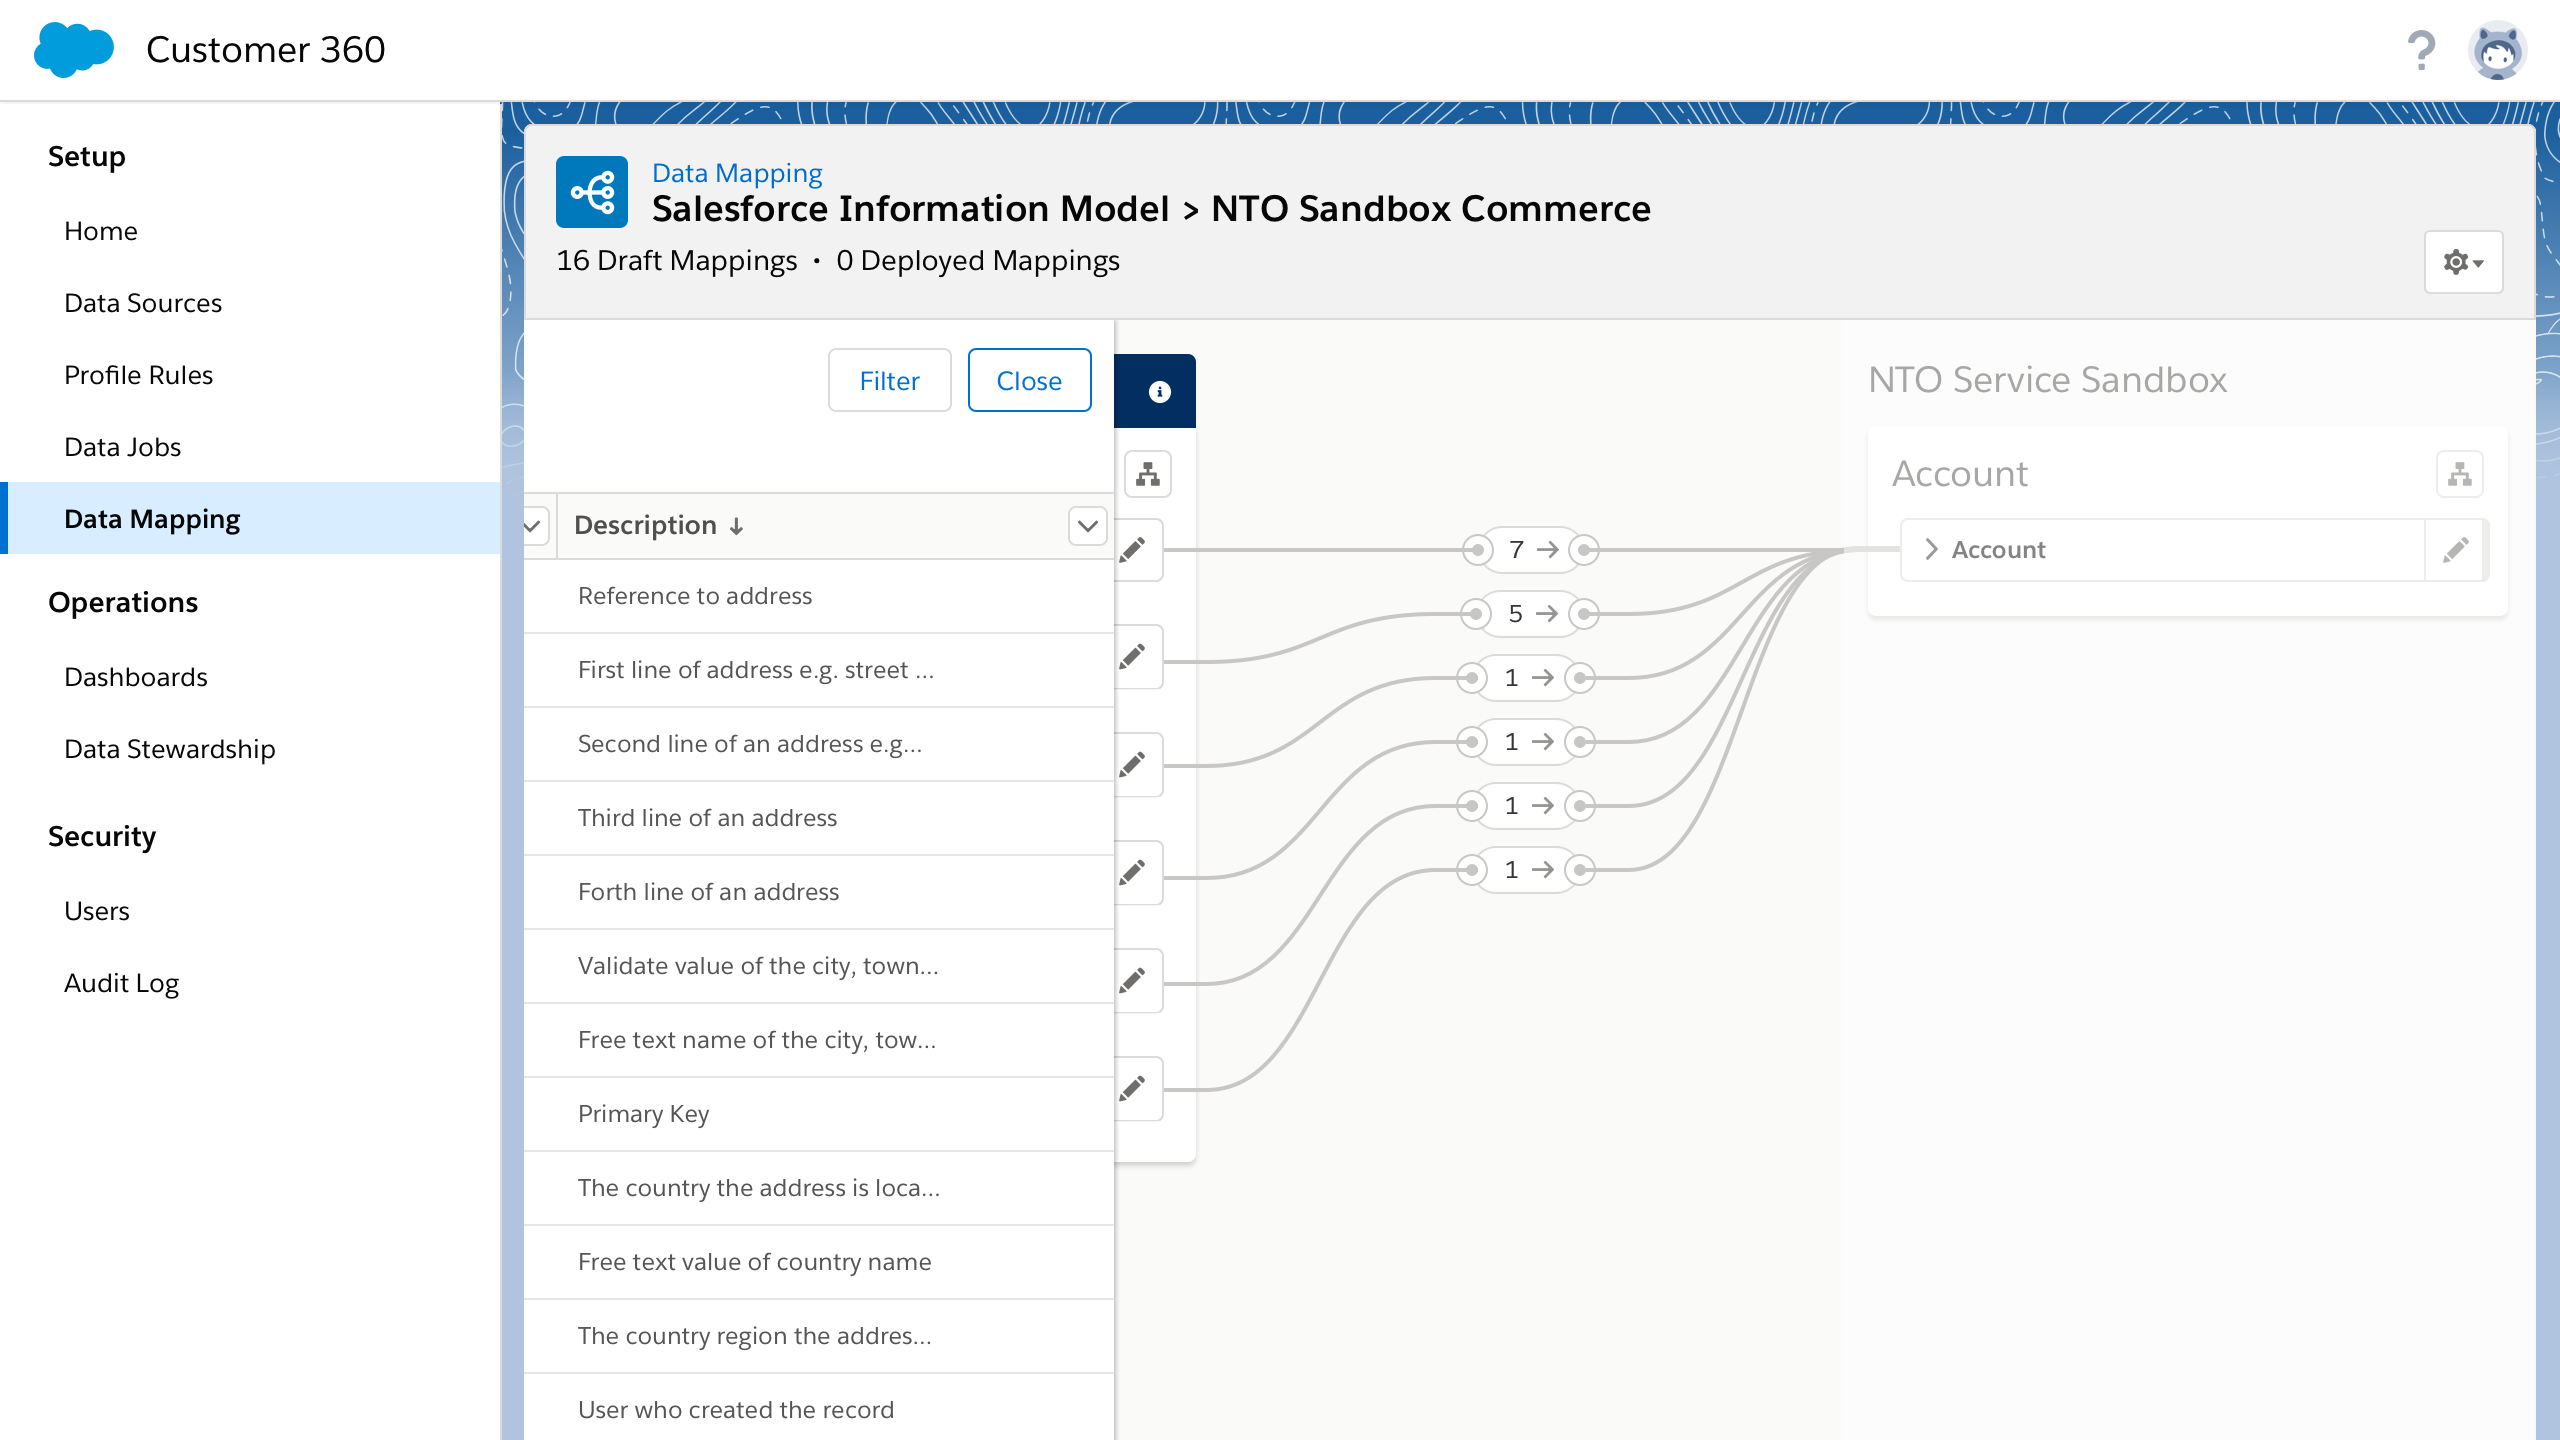 Customer 360
Setup
Home
Data Sources
Profile Rules
Data Jobs
Data Mapping
Operations
Dashboards
Data Stewardship
Security
Users
Audit Log
Data Mapping
Salesforce Information Model > NTO Sandbox Commerce
16 Draft Mappings • 0 Deployed Mappings
Filter
Close
Description
Reference to address
First line of address e.g. street ...
Second line of an address e.g...
Third line of an address
Forth line of an address
Validate value of the city, town...
Free text name of the city, tow...
Primary Key
The country the address is loca...
Free text value of country name
The country region the addres...
User who created the record
7
5
1
1
1
1
NTO Service Sandbox
Account
Account